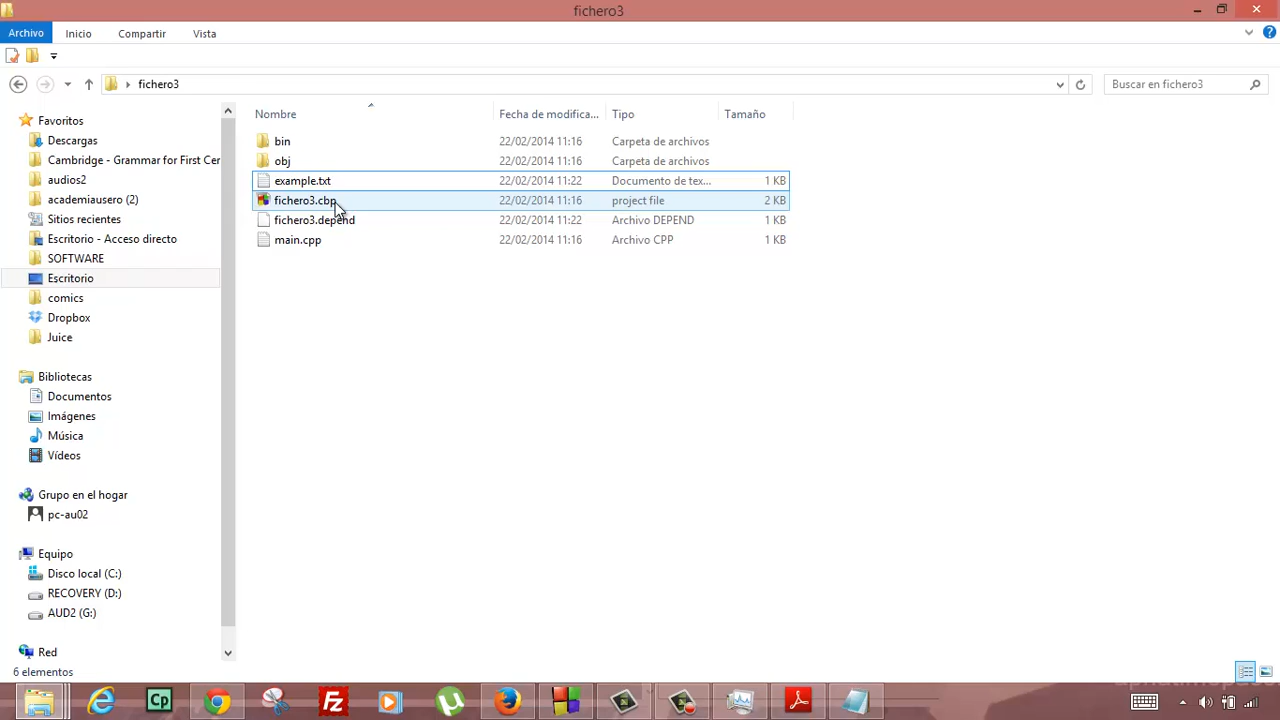 fichero3
Archivo Inicio Compartir Vista
fichero3
Buscar en fichero3
Nombre Fecha de modifica... Tipo Tamaño
bin 22/02/2014 11:16 Carpeta de archivos
obj 22/02/2014 11:16 Carpeta de archivos
example.txt 22/02/2014 11:22 Documento de tex... 1 KB
fichero3.cbp 22/02/2014 11:16 project file 2 KB
fichero3.depend 22/02/2014 11:22 Archivo DEPEND 1 KB
main.cpp 22/02/2014 11:16 Archivo CPP 1 KB
Favoritos
Descargas
Cambridge - Grammar for First Cer
audios2
academiausero (2)
Sitios recientes
Escritorio - Acceso directo
SOFTWARE
Escritorio
comics
Dropbox
Juice
Bibliotecas
Documentos
Imágenes
Música
Vídeos
Grupo en el hogar
pc-au02
Equipo
Disco local (C:)
RECOVERY (D:)
AUD2 (G:)
Red
6 elementos
Cp
Fz